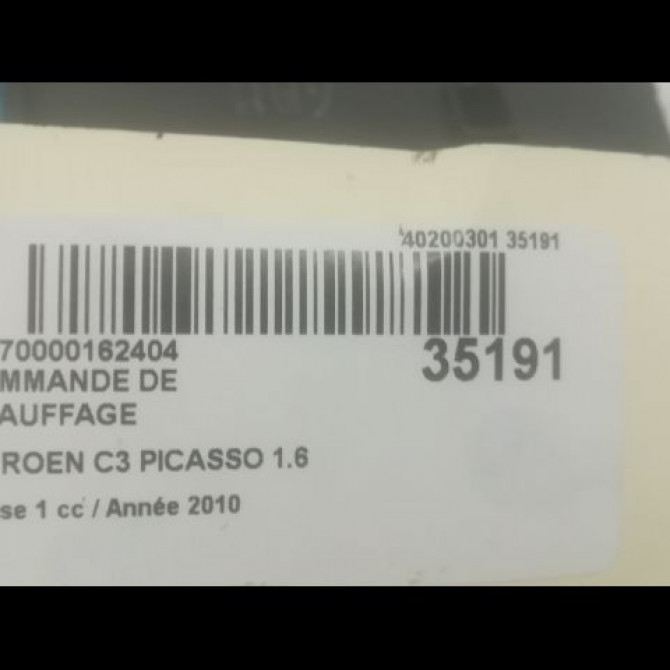 40200301 35191
70000162404
35191
MMANDE DE
AUFFAGE
ROEN C3 PICASSO 1.6
se 1 cc / Année 2010